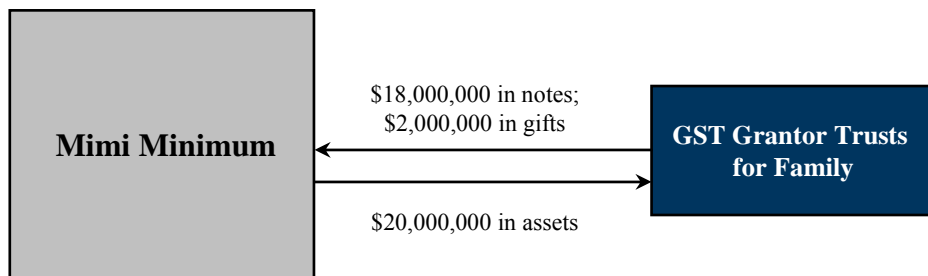 Mimi Minimum
$18,000,000 in notes;
$2,000,000 in gifts
$20,000,000 in assets
GST Grantor Trusts
for Family